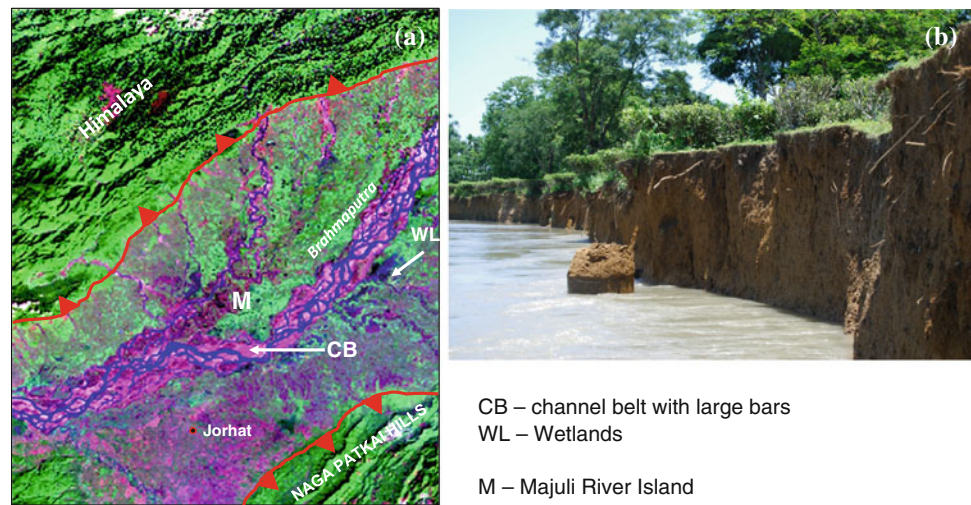 (a)
Himalaya
Brahmaputra
WL
M
CB
Jorhat
NAGA PATKAI HILLS
(b)
CB – channel belt with large bars
WL – Wetlands
M – Majuli River Island